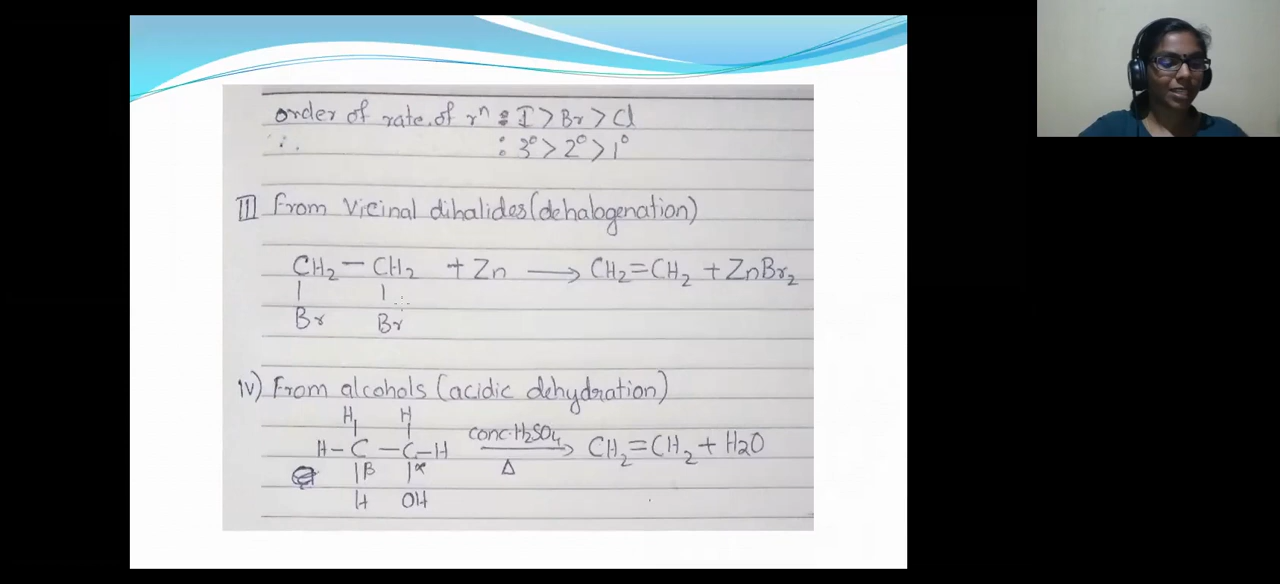 order of rate of rⁿ : I > Br > Cl
∴ : 3° > 2° > 1°
III From Vicinal dihalides (dehalogenation)
CH₂ — CH₂ + Zn ⟶ CH₂=CH₂ + ZnBr₂
| |
Br Br
IV) From alcohols (acidic dehydration)
H H
| | conc·H₂SO₄
H – C – C – H ⟶ CH₂=CH₂ + H₂O
|β |α Δ
H OH